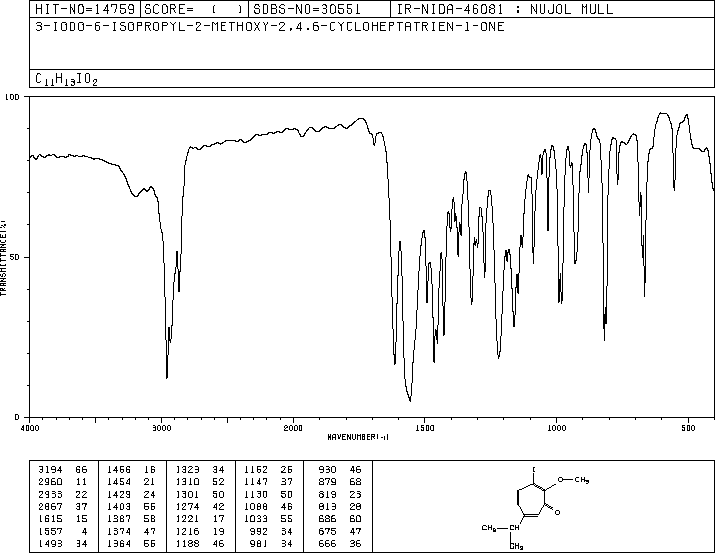 HIT-NO=14759 SCORE= ( ) SDBS-NO=30551 IR-NIDA-46081 : NUJOL MULL
3-IODO-6-ISOPROPYL-2-METHOXY-2,4,6-CYCLOHEPTATRIEN-1-ONE
C11H13IO2
100
50
0
TRANSMITTANCE(%)
4000 3000 2000 1500 1000 500
WAVENUMBER(-1)
3194 66 1466 16 1323 34 1162 26 930 46
2960 11 1454 21 1310 52 1147 37 879 68
2933 22 1429 24 1301 50 1130 50 819 23
2867 37 1403 55 1274 42 1088 46 813 28
1615 15 1387 58 1221 17 1033 55 686 60
1557 4 1374 47 1216 19 992 34 675 47
1493 34 1364 55 1188 46 981 34 666 36
I
O—CH3
O
CH3
CH
CH3